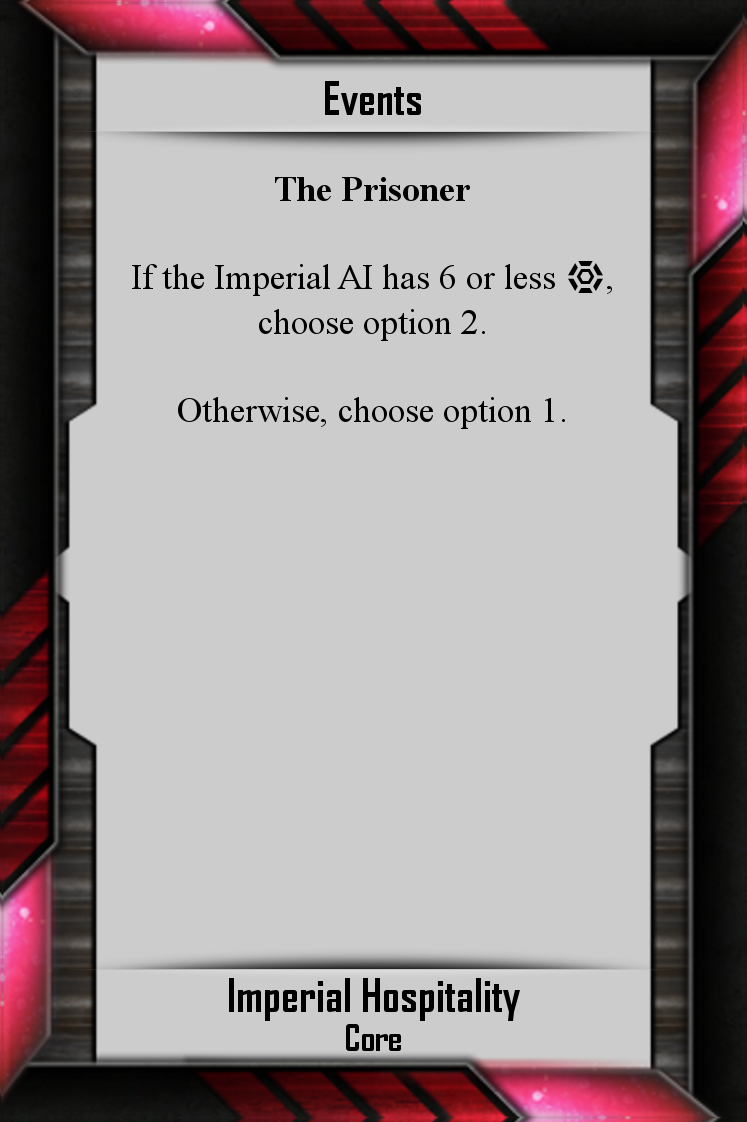 Events
The Prisoner
If the Imperial AI has 6 or less ,
choose option 2.
Otherwise, choose option 1.
Imperial Hospitality
Core